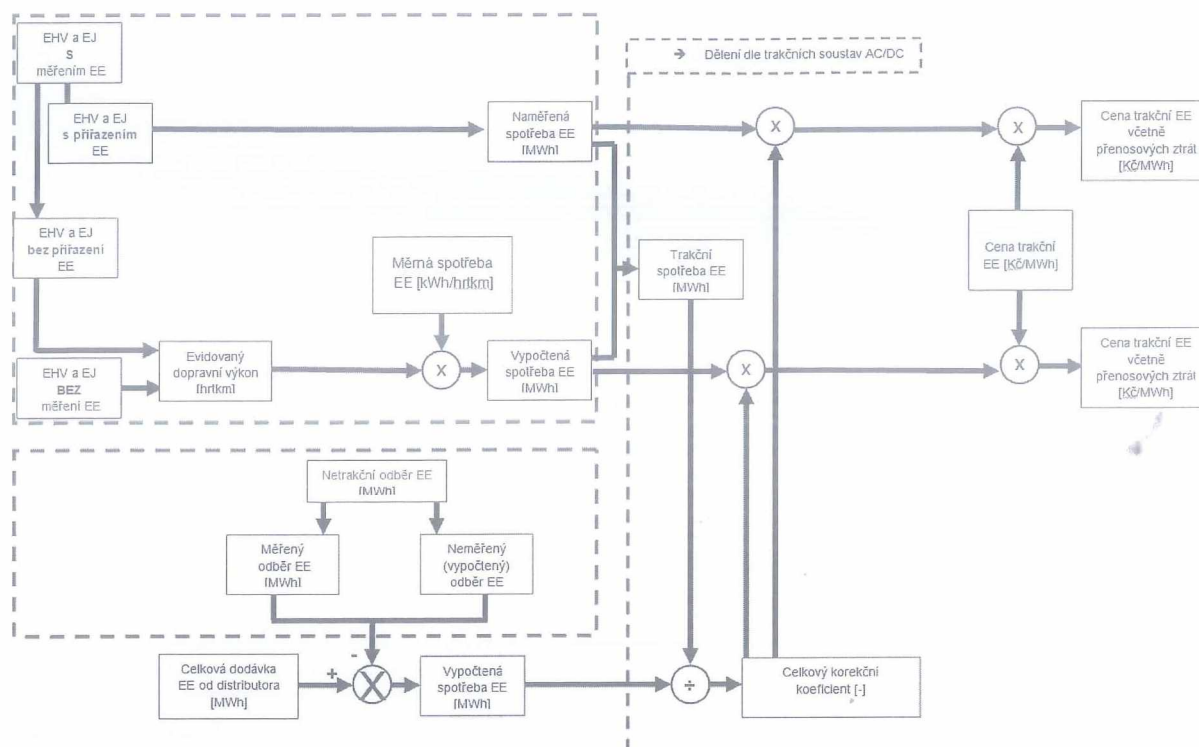 EHV a EJ
S
měřením EE
EHV a EJ
s přiřazením
EE
EHV a EJ
bez přiřazení
EE
EHV a EJ
BEZ
měření EE
Evidovaný
dopravní výkon
[hrtkm]
Měrná spotřeba
EE [kWh/hrtkm]
X
Naměřená
spotřeba EE
[MWh]
Vypočtená
spotřeba EE
[MWh]
➔ Dělení dle trakčních soustav AC/DC
Trakční
spotřeba EE
[MWh]
X
X
X
X
Cena trakční
EE [Kč/MWh]
Cena trakční EE
včetně
přenosových ztrát
[Kč/MWh]
Cena trakční EE
včetně
přenosových ztrát
[Kč/MWh]
Netrakční odběr EE
[MWh]
Měřený
odběr EE
[MWh]
Neměřený
(vypočtený)
odběr EE
Celková dodávka
EE od distributora
[MWh]
+
-
X
Vypočtená
spotřeba EE
[MWh]
÷
Celkový korekční
koeficient [-]